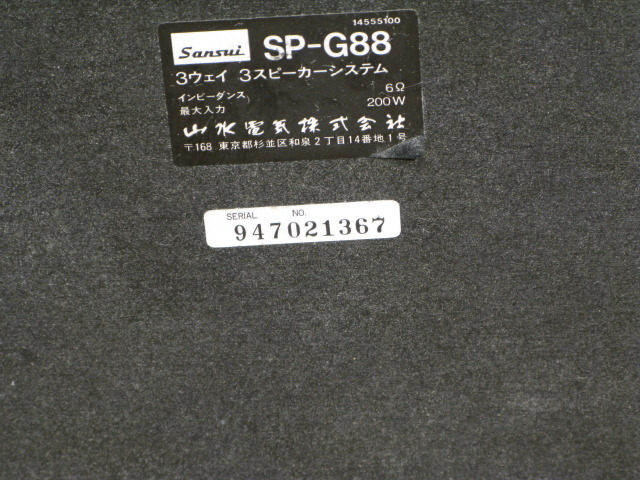 14555100
Sansui SP-G88
3ウェイ 3スピーカーシステム
インピーダンス 6Ω
最大入力 200W
山水電気株式会社
〒168 東京都杉並区和泉2丁目14番地1号
SERIAL NO.
947021367